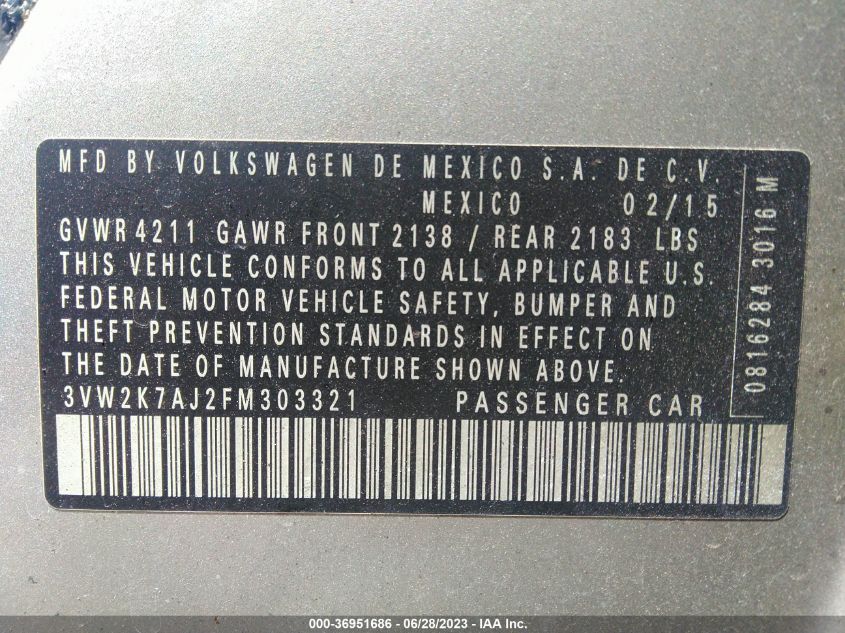 MFD BY VOLKSWAGEN DE MEXICO S.A. DE C.V.
MEXICO 02/15
GVWR 4211 GAWR FRONT 2138 / REAR 2183 LBS
THIS VEHICLE CONFORMS TO ALL APPLICABLE U.S.
FEDERAL MOTOR VEHICLE SAFETY, BUMPER AND
THEFT PREVENTION STANDARDS IN EFFECT ON
THE DATE OF MANUFACTURE SHOWN ABOVE.
3VW2K7AJ2FM303321 PASSENGER CAR
0816284 3016 M
000-36951686 / 06/28/2023 - IAA Inc.